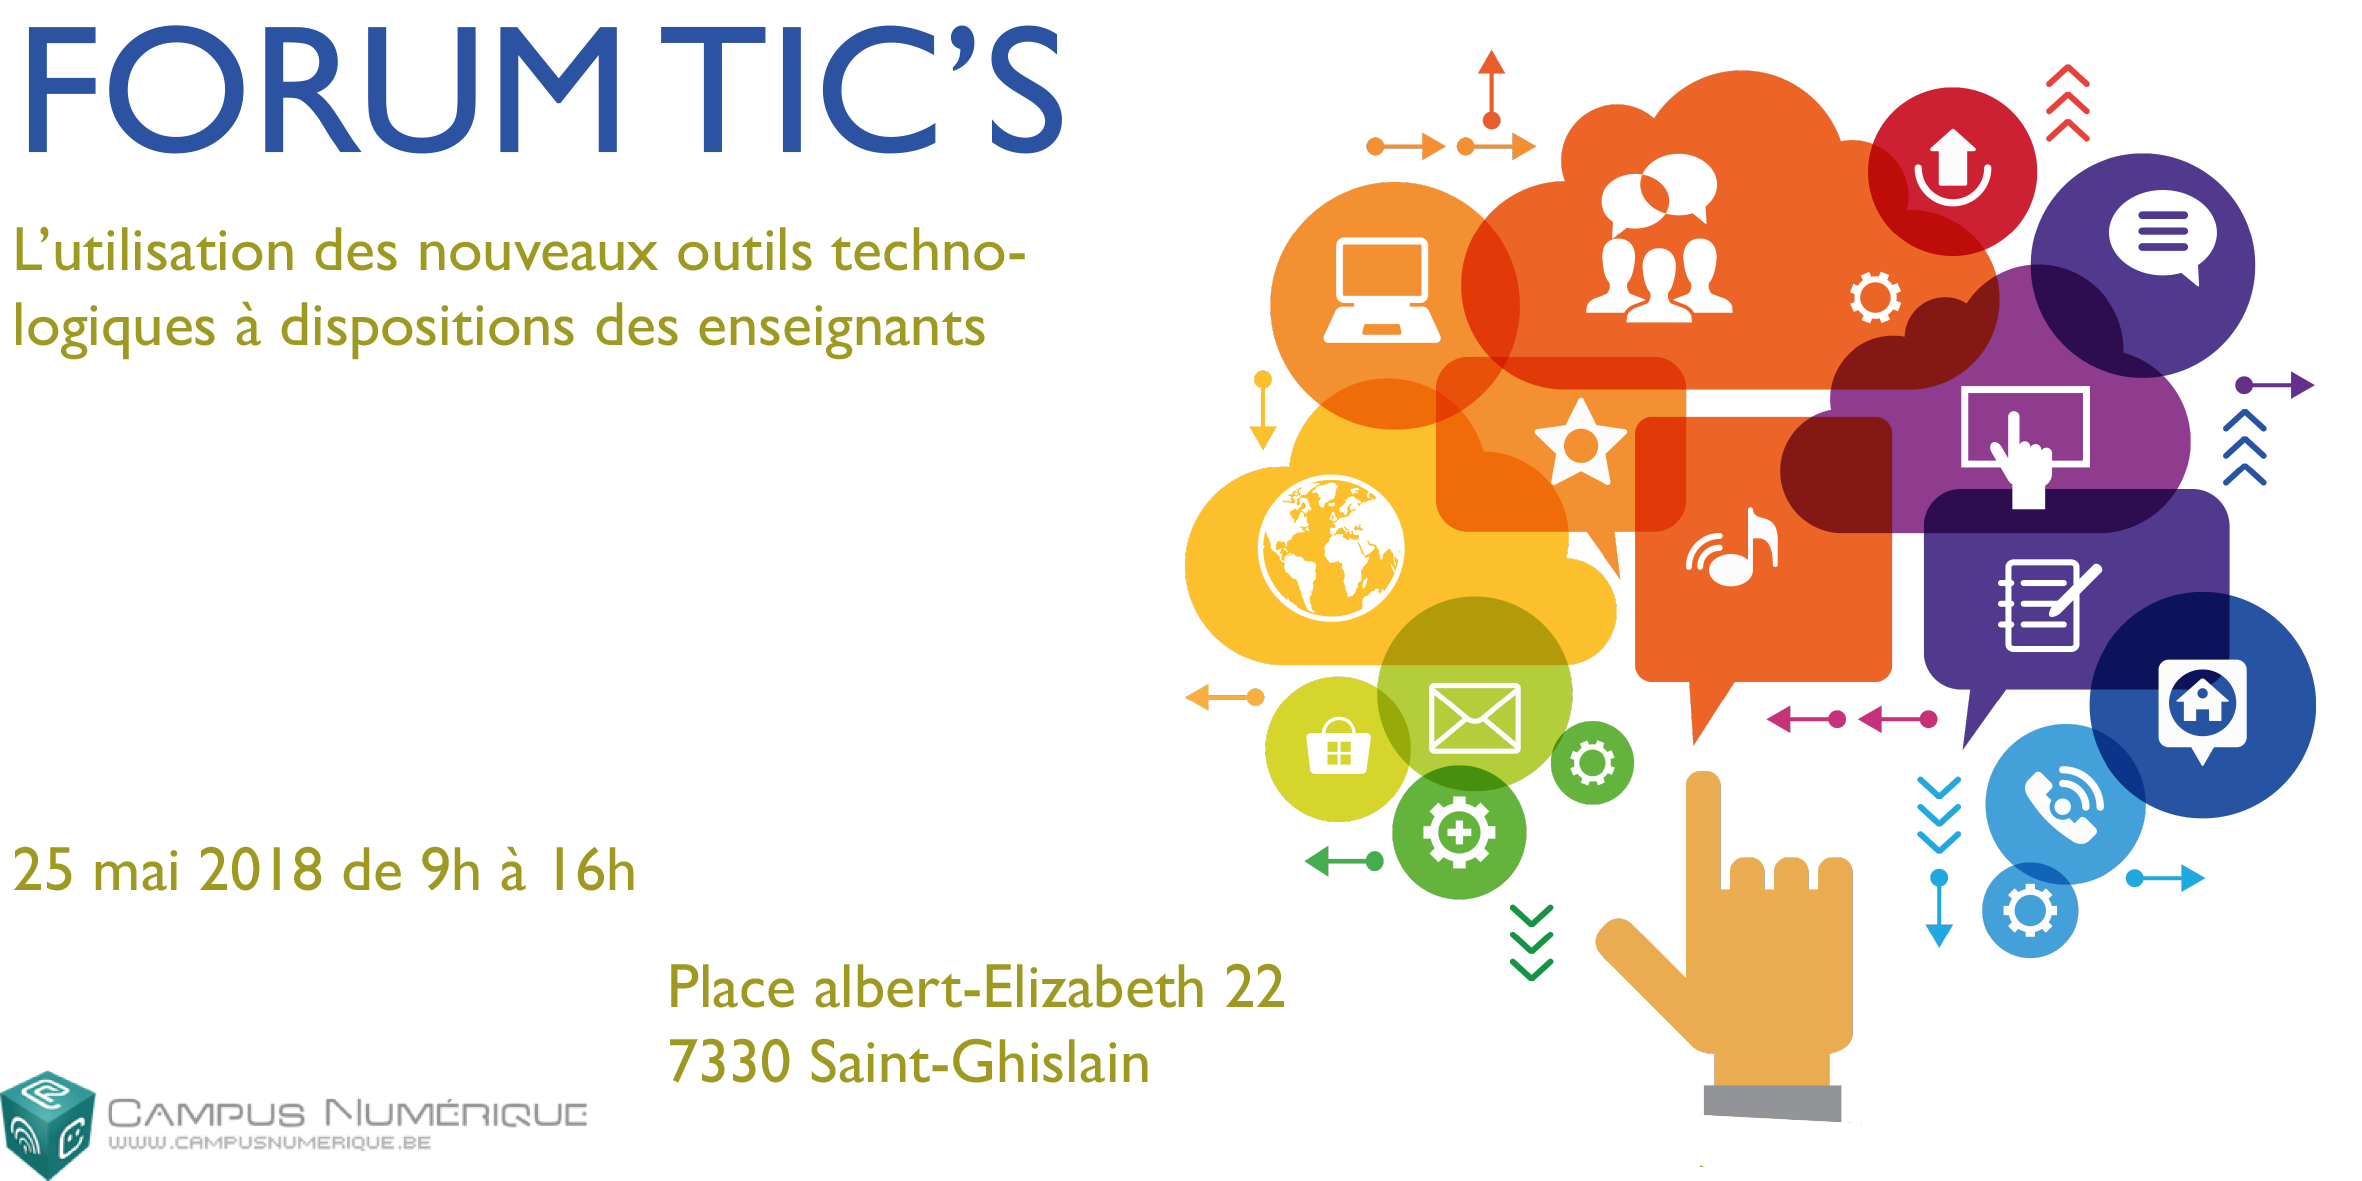 FORUM TIC’S
L’utilisation des nouveaux outils techno-
logiques à dispositions des enseignants
25 mai 2018 de 9h à 16h
Place albert-Elizabeth 22
7330 Saint-Ghislain
CAMPUS NUMÉRIQUE
WWW.CAMPUSNUMERIQUE.BE